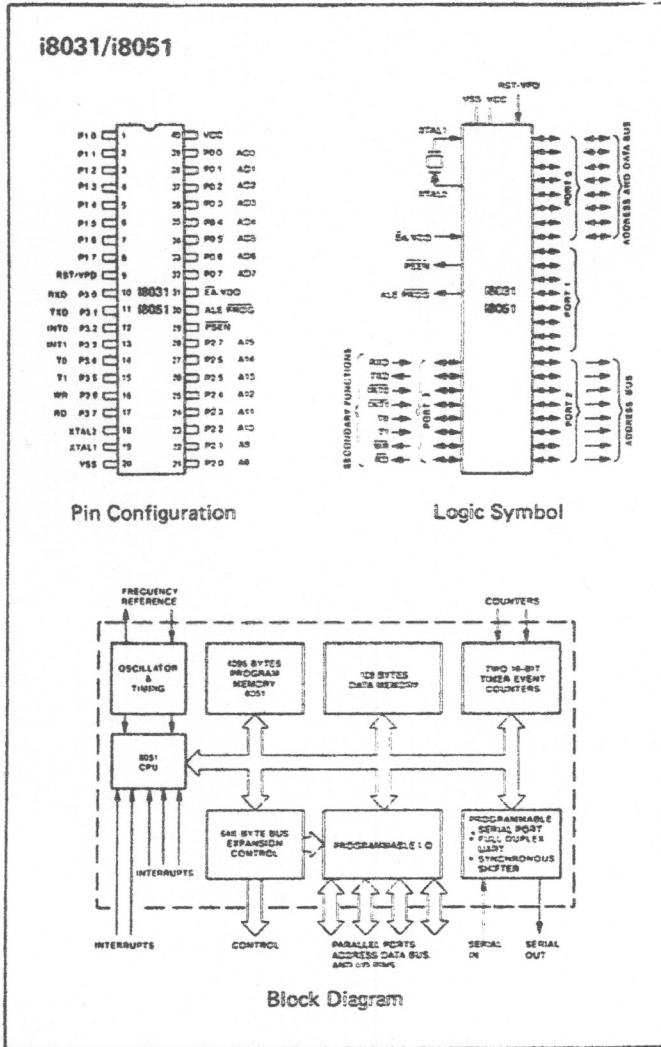 i8031/i8051
P1 0 1 40 VCC
P1 1 2 39 P0 0 AD0
P1 2 3 38 P0 1 AD1
P1 3 4 37 P0 2 AD2
P1 4 5 36 P0 3 AD3
P1 5 6 35 P0 4 AD4
P1 6 7 34 P0 5 AD5
P1 7 8 33 P0 6 AD6
RST/VPD 9 32 P0 7 AD7
RXD P3 0 10 i8031 31 EA. VDD
TXD P3.1 11 i8051 30 ALE PROG
INT0 P3.2 12 29 PSEN
INT1 P3 3 13 28 P2 7 A15
T0 P3.4 14 27 P2 6 A14
T1 P3 5 15 26 P2 5 A13
WR P3 6 16 25 P2 4 A12
RD P3.7 17 24 P2 3 A11
XTAL2 18 23 P2 2 A10
XTAL1 19 22 P2 1 A9
VSS 20 21 P2 0 A8
Pin Configuration
RST-VPD
VSS VCC
XTAL1
XTAL2
EA. VDD
PSEN
ALE PROG
i8031
i8051
PORT 0
ADDRESS AND DATA BUS
PORT 1
PORT 2
ADDRESS BUS
SECONDARY FUNCTIONS
RXD
TXD
INT0
INT1
T0
T1
WR
RD
PORT 3
Logic Symbol
FREQUENCY
REFERENCE
COUNTERS
OSCILLATOR
&
TIMING
4096 BYTES
PROGRAM
MEMORY
8051
128 BYTES
DATA MEMORY
TWO 16-BIT
TIMER EVENT
COUNTERS
8051
CPU
64K BYTE BUS
EXPANSION
CONTROL
PROGRAMMABLE I O
PROGRAMMABLE
SERIAL PORT
• FULL DUPLEX
UART
• SYNCHRONOUS
SHIFTER
INTERRUPTS
INTERRUPTS
CONTROL
PARALLEL PORTS
ADDRESS DATA BUS.
AND I/O PINS
SERIAL
IN
SERIAL
OUT
Block Diagram